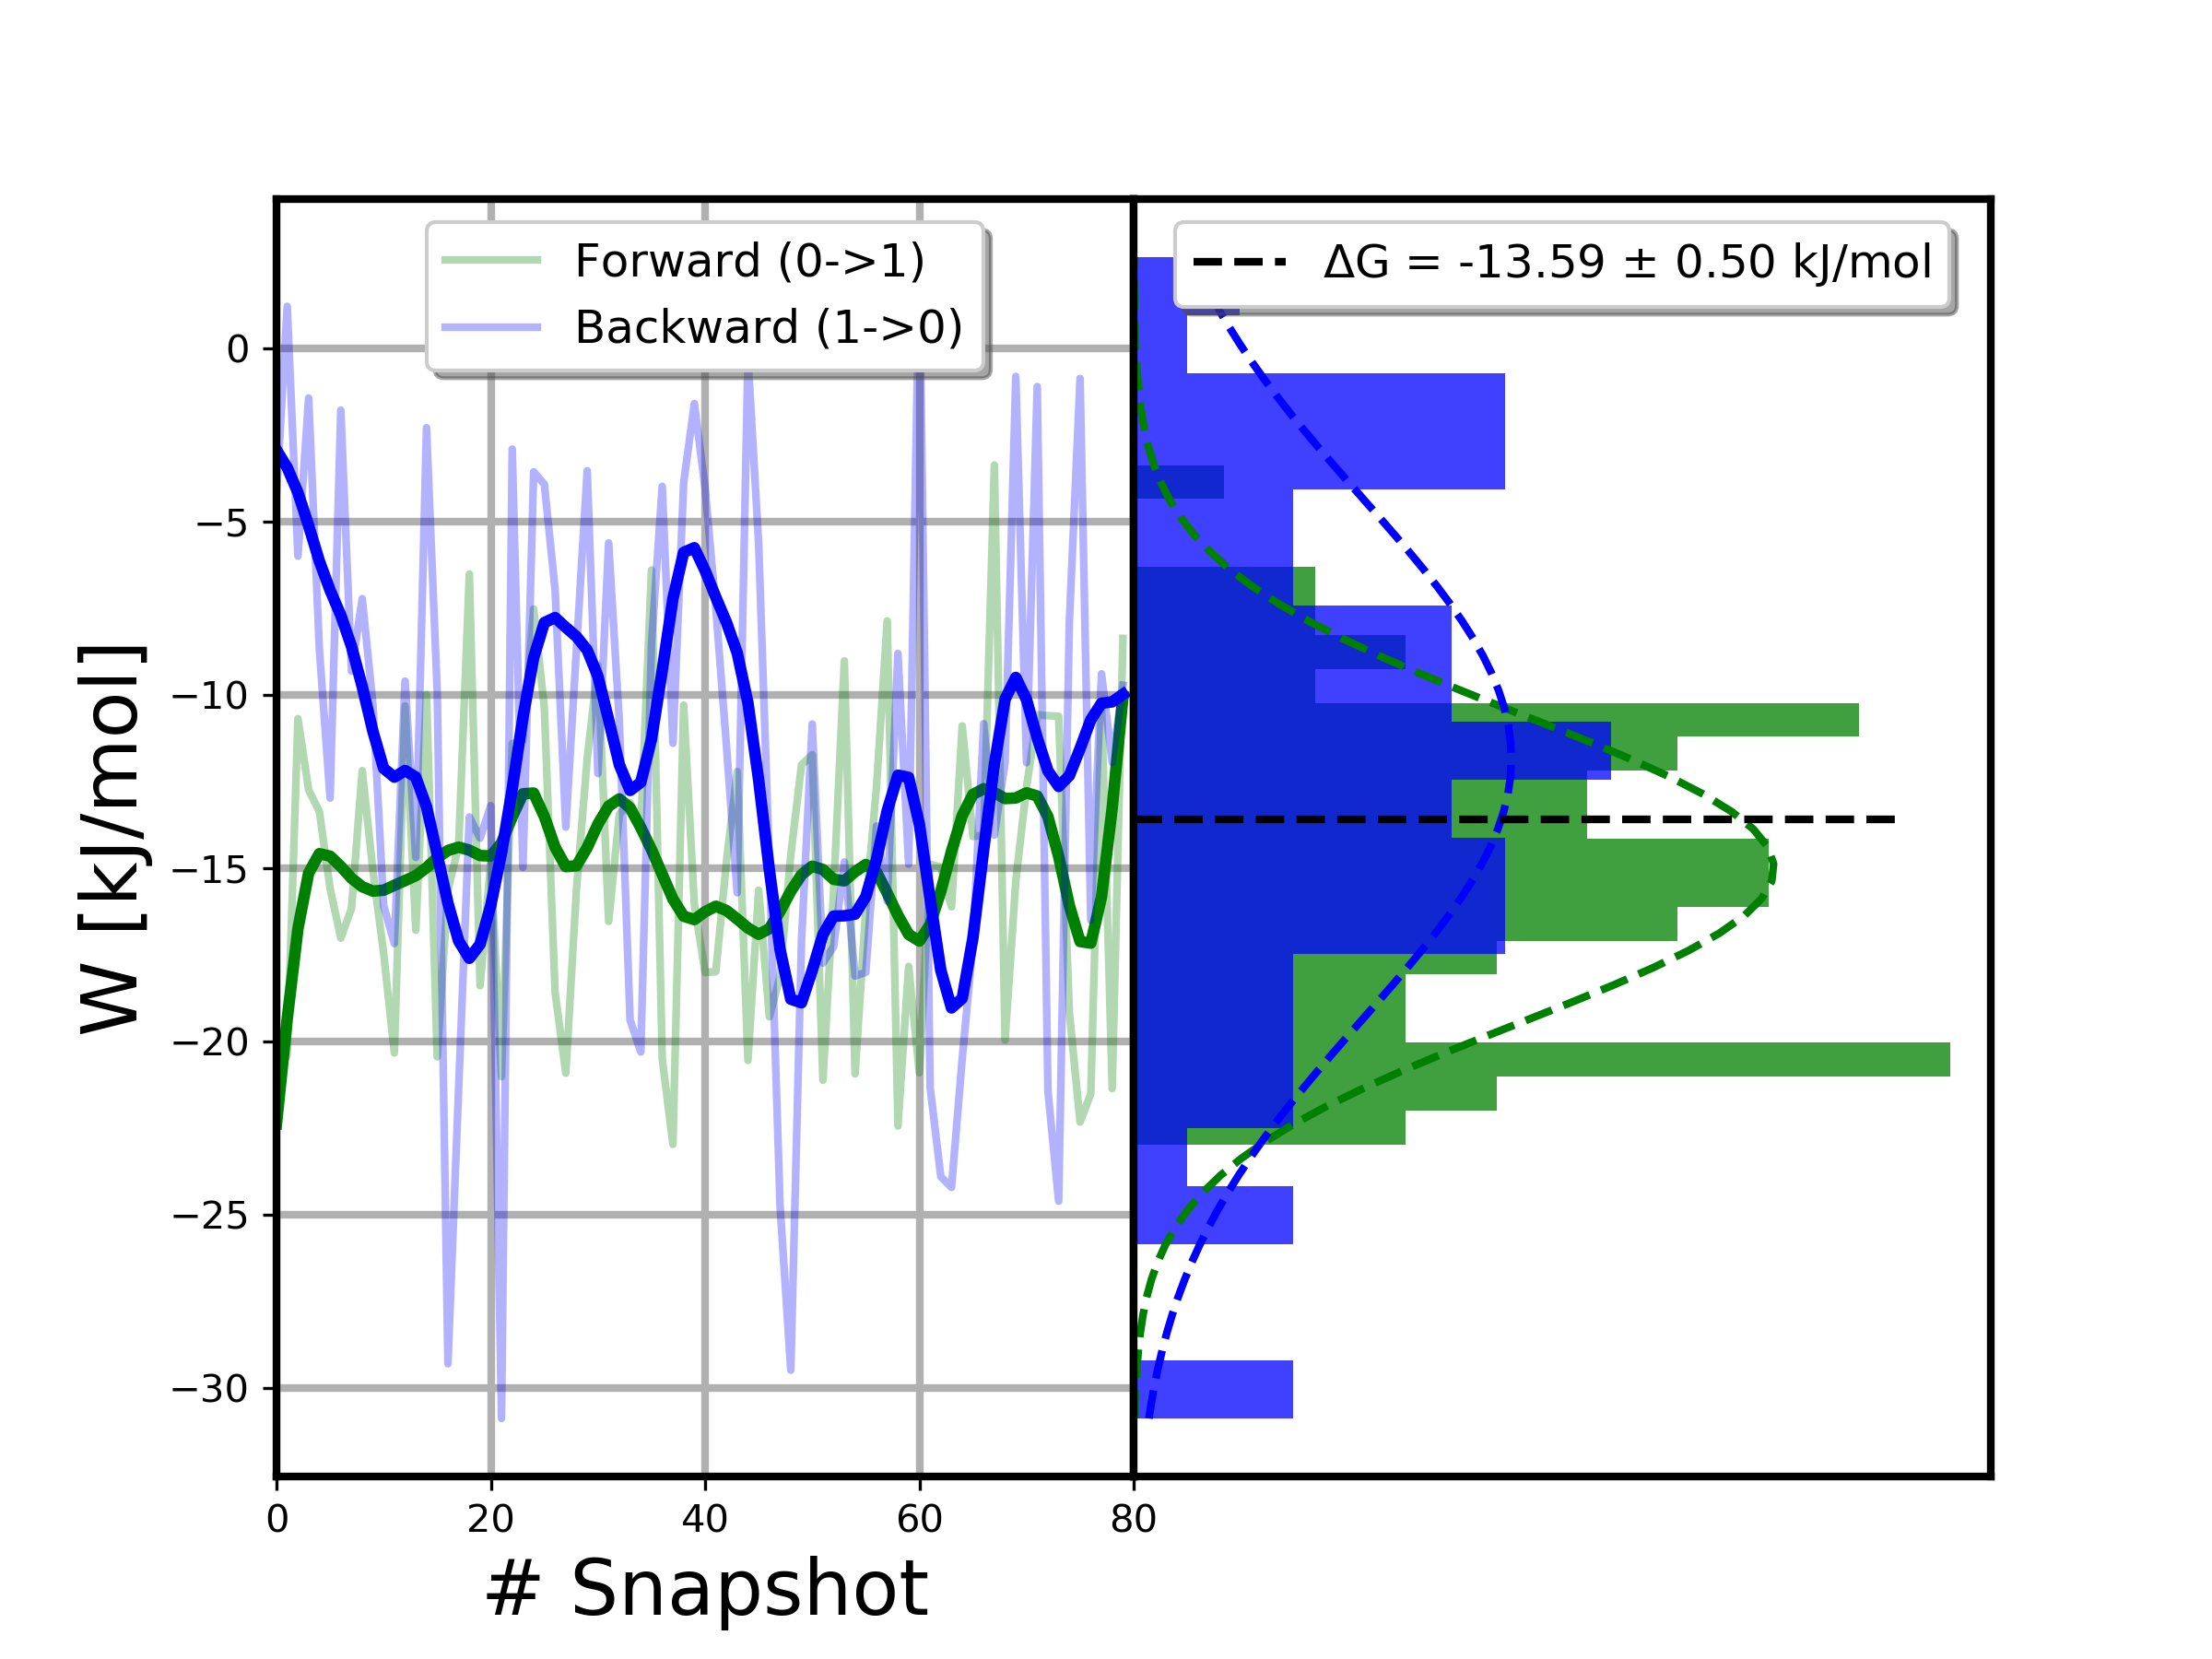 Forward (0->1)
Backward (1->0)
ΔG = -13.59 ± 0.50 kJ/mol
W [kJ/mol]
0
−5
−10
−15
−20
−25
−30
0 20 40 60 80
# Snapshot